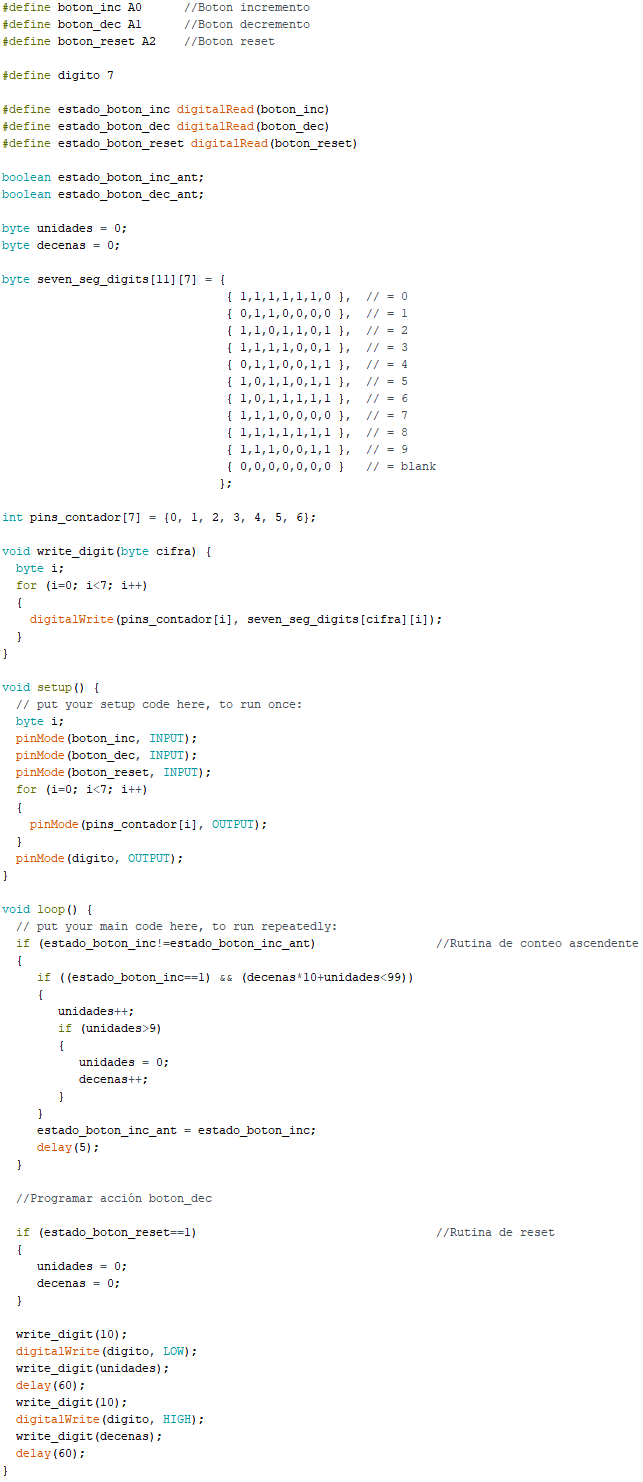 #define boton_inc A0      //Boton incremento
#define boton_dec A1      //Boton decremento
#define boton_reset A2    //Boton reset

#define digito 7

#define estado_boton_inc digitalRead(boton_inc)
#define estado_boton_dec digitalRead(boton_dec)
#define estado_boton_reset digitalRead(boton_reset)

boolean estado_boton_inc_ant;
boolean estado_boton_dec_ant;

byte unidades = 0;
byte decenas = 0;

byte seven_seg_digits[11][7] = {
                                { 1,1,1,1,1,1,0 },  // = 0
                                { 0,1,1,0,0,0,0 },  // = 1
                                { 1,1,0,1,1,0,1 },  // = 2
                                { 1,1,1,1,0,0,1 },  // = 3
                                { 0,1,1,0,0,1,1 },  // = 4
                                { 1,0,1,1,0,1,1 },  // = 5
                                { 1,0,1,1,1,1,1 },  // = 6
                                { 1,1,1,0,0,0,0 },  // = 7
                                { 1,1,1,1,1,1,1 },  // = 8
                                { 1,1,1,0,0,1,1 },  // = 9
                                { 0,0,0,0,0,0,0 }   // = blank
                               };

int pins_contador[7] = {0, 1, 2, 3, 4, 5, 6};

void write_digit(byte cifra) {
  byte i;
  for (i=0; i<7; i++)
  {
    digitalWrite(pins_contador[i], seven_seg_digits[cifra][i]);
  }
}

void setup() {
  // put your setup code here, to run once:
  byte i;
  pinMode(boton_inc, INPUT);
  pinMode(boton_dec, INPUT);
  pinMode(boton_reset, INPUT);
  for (i=0; i<7; i++)
  {
    pinMode(pins_contador[i], OUTPUT);
  }
  pinMode(digito, OUTPUT);
}

void loop() {
  // put your main code here, to run repeatedly:
  if (estado_boton_inc!=estado_boton_inc_ant)                 //Rutina de conteo ascendente
  {
     if ((estado_boton_inc==1) && (decenas*10+unidades<99))
     {
        unidades++;
        if (unidades>9)
        {
           unidades = 0;
           decenas++;
        }
     }
     estado_boton_inc_ant = estado_boton_inc;
     delay(5);
  }

  //Programar acción boton_dec

  if (estado_boton_reset==1)                                  //Rutina de reset
  {
     unidades = 0;
     decenas = 0;
  }

  write_digit(10);
  digitalWrite(digito, LOW);
  write_digit(unidades);
  delay(60);
  write_digit(10);
  digitalWrite(digito, HIGH);
  write_digit(decenas);
  delay(60);
}